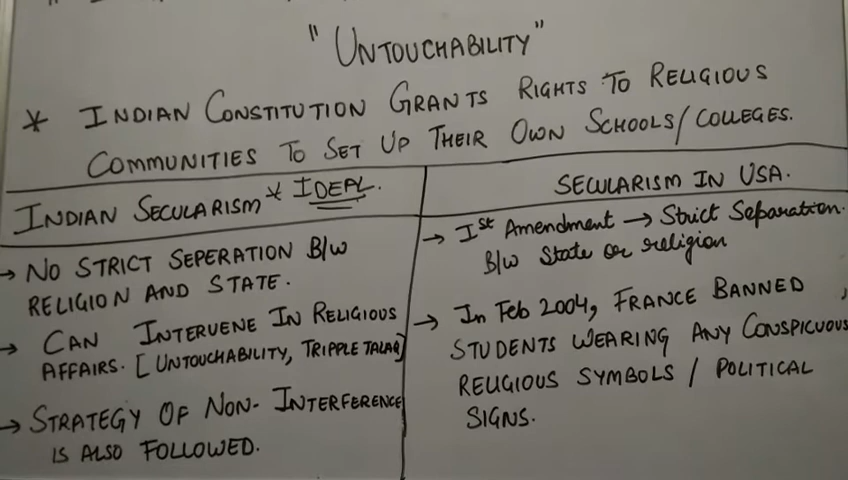 " UNTOUCHABILITY"
* INDIAN CONSTITUTION GRANTS RIGHTS TO RELIGIOUS
COMMUNITIES TO SET UP THEIR OWN SCHOOLS/COLLEGES.
INDIAN SECULARISM * IDEAL.
→ NO STRICT SEPERATION B/W
RELIGION AND STATE.
→ CAN INTERVENE IN RELIGIOUS
AFFAIRS. [UNTOUCHABILITY, TRIPPLE TALAQ]
→ STRATEGY OF NON-INTERFERENCE
IS ALSO FOLLOWED.
SECULARISM IN USA.
→ Ist Amendment → Strict Separation.
B/w State or religion
→ In Feb 2004, FRANCE BANNED
STUDENTS WEARING ANY CONSPICUOUS
RELIGIOUS SYMBOLS / POLITICAL
SIGNS.